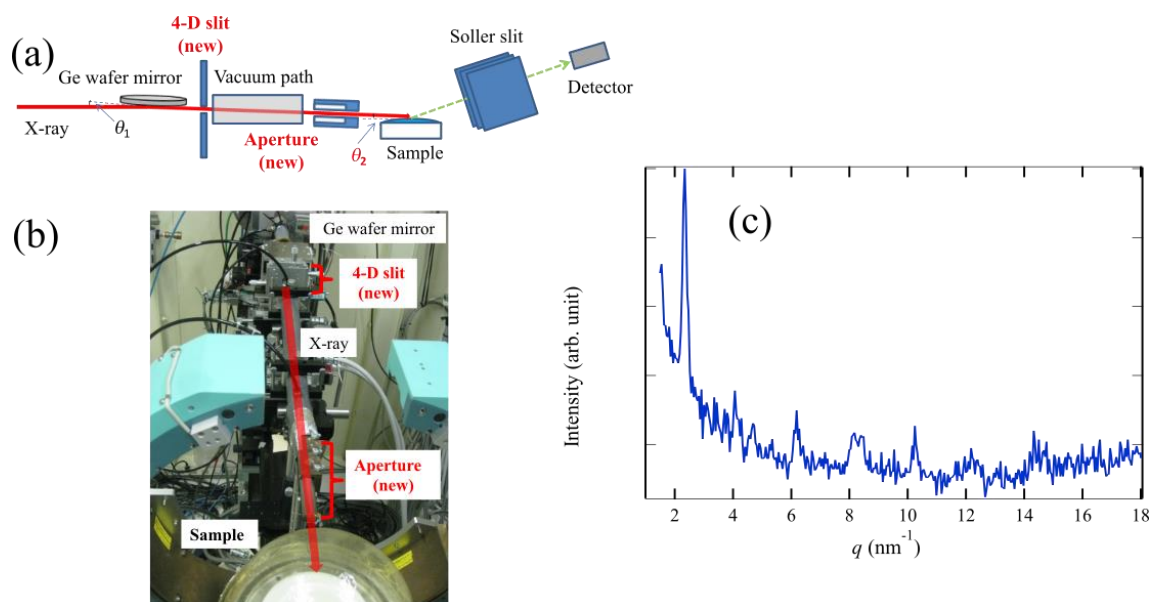 (a)
4-D slit
(new)
Ge wafer mirror
Vacuum path
Soller slit
Detector
X-ray
θ1
Aperture
(new)
θ2
Sample
(b)
Ge wafer mirror
4-D slit
(new)
X-ray
Aperture
(new)
Sample
(c)
Intensity (arb. unit)
2 4 6 8 10 12 14 16 18
q (nm⁻¹)